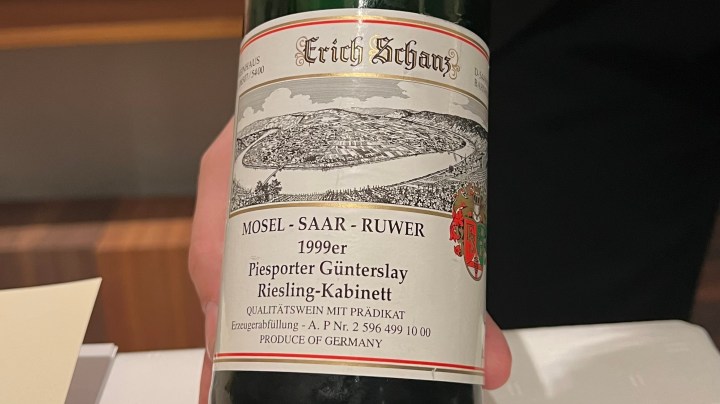 Erich Schanz
MOSEL - SAAR - RUWER
1999er
Piesporter Günterslay
Riesling-Kabinett
QUALITÄTSWEIN MIT PRÄDIKAT
Erzeugerabfüllung - A. P Nr. 2 596 499 10 00
PRODUCE OF GERMANY